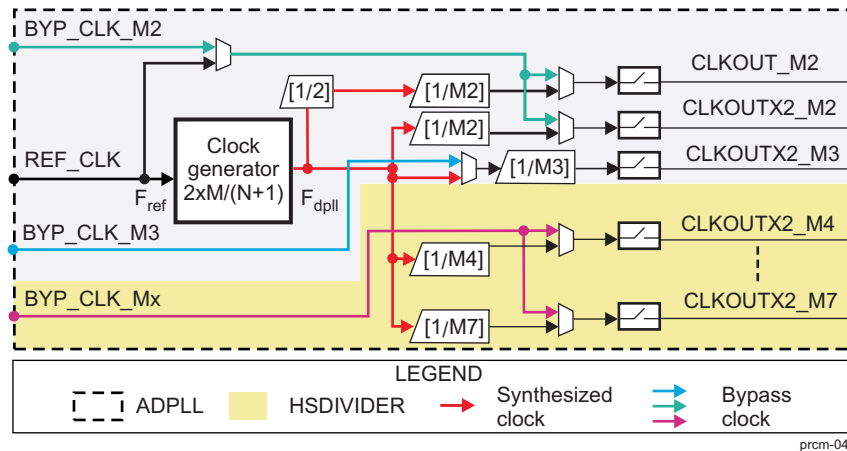 BYP_CLK_M2
CLKOUT_M2
[1/2]
[1/M2]
CLKOUTX2_M2
[1/M2]
Clock
generator
2xM/(N+1)
REF_CLK
CLKOUTX2_M3
[1/M3]
Fref
Fdpll
BYP_CLK_M3
CLKOUTX2_M4
[1/M4]
BYP_CLK_Mx
CLKOUTX2_M7
[1/M7]
LEGEND
ADPLL
HSDIVIDER
Synthesized
clock
Bypass
clock
prcm-04